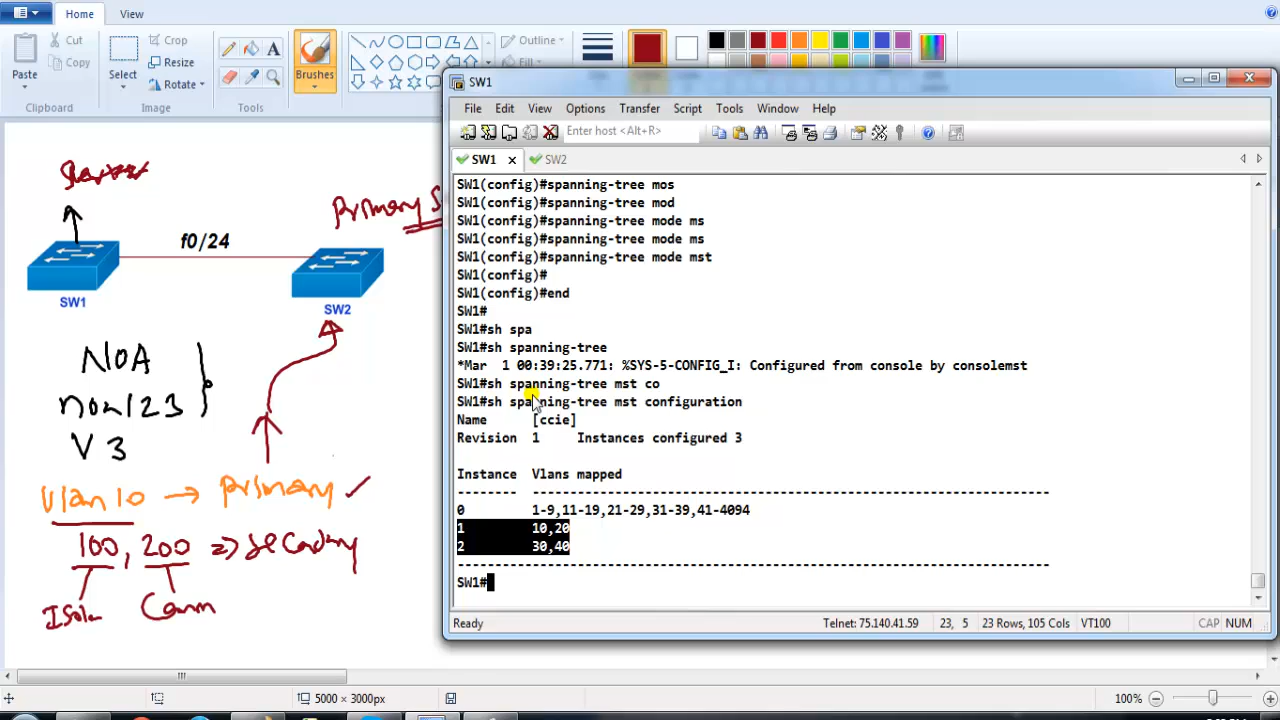 Home
View
Paste
Cut
Copy
Clipboard
Select
Crop
Resize
Rotate
Image
A
Tools
Brushes
Outline
Fill
Primary S
f0/24
SW1
SW2
NOA
noa123
V 3
Vlan 10 → Primary ✓
100, 200 => Secondary
Isola Comm
SW1
File Edit View Options Transfer Script Tools Window Help
Enter host <Alt+R>
SW1 x SW2
SW1(config)#spanning-tree mos
SW1(config)#spanning-tree mod
SW1(config)#spanning-tree mode ms
SW1(config)#spanning-tree mode ms
SW1(config)#spanning-tree mode mst
SW1(config)#
SW1(config)#end
SW1#
SW1#sh spa
SW1#sh spanning-tree
*Mar 1 00:39:25.771: %SYS-5-CONFIG_I: Configured from console by consolemst
SW1#sh spanning-tree mst co
SW1#sh spanning-tree mst configuration
Name [ccie]
Revision 1 Instances configured 3
Instance Vlans mapped
-------- ---------------------------------------------------------------------
0 1-9,11-19,21-29,31-39,41-4094
1 10,20
2 30,40
------------------------------------------------------------------------------
SW1#
Ready Telnet: 75.140.41.59 23, 5 23 Rows, 105 Cols VT100 CAP NUM
5000 × 3000px
100%